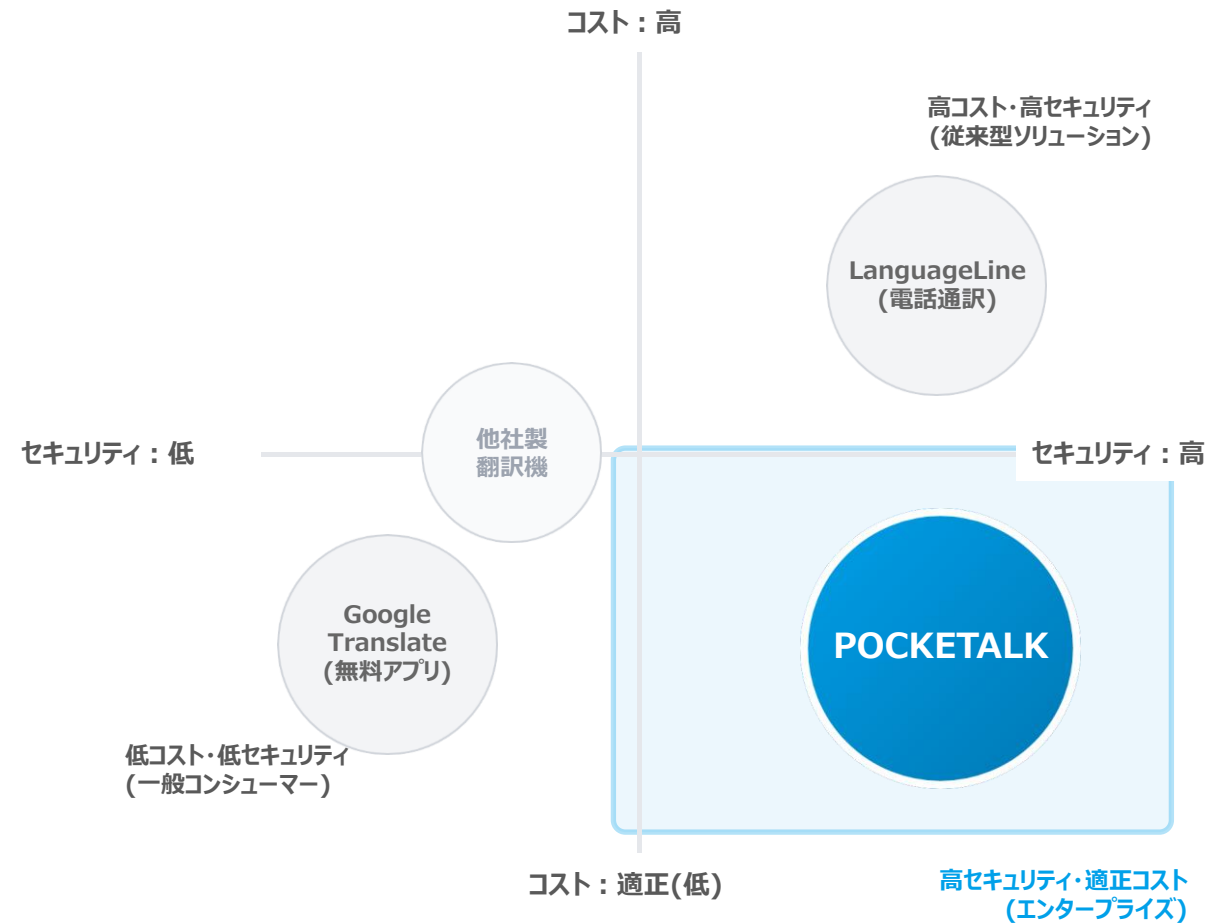 コスト：高
高コスト・高セキュリティ
(従来型ソリューション)
LanguageLine
(電話通訳)
他社製
翻訳機
セキュリティ：低
セキュリティ：高
Google
Translate
(無料アプリ)
POCKETALK
低コスト・低セキュリティ
(一般コンシューマー)
コスト：適正(低)
高セキュリティ・適正コスト
(エンタープライズ)